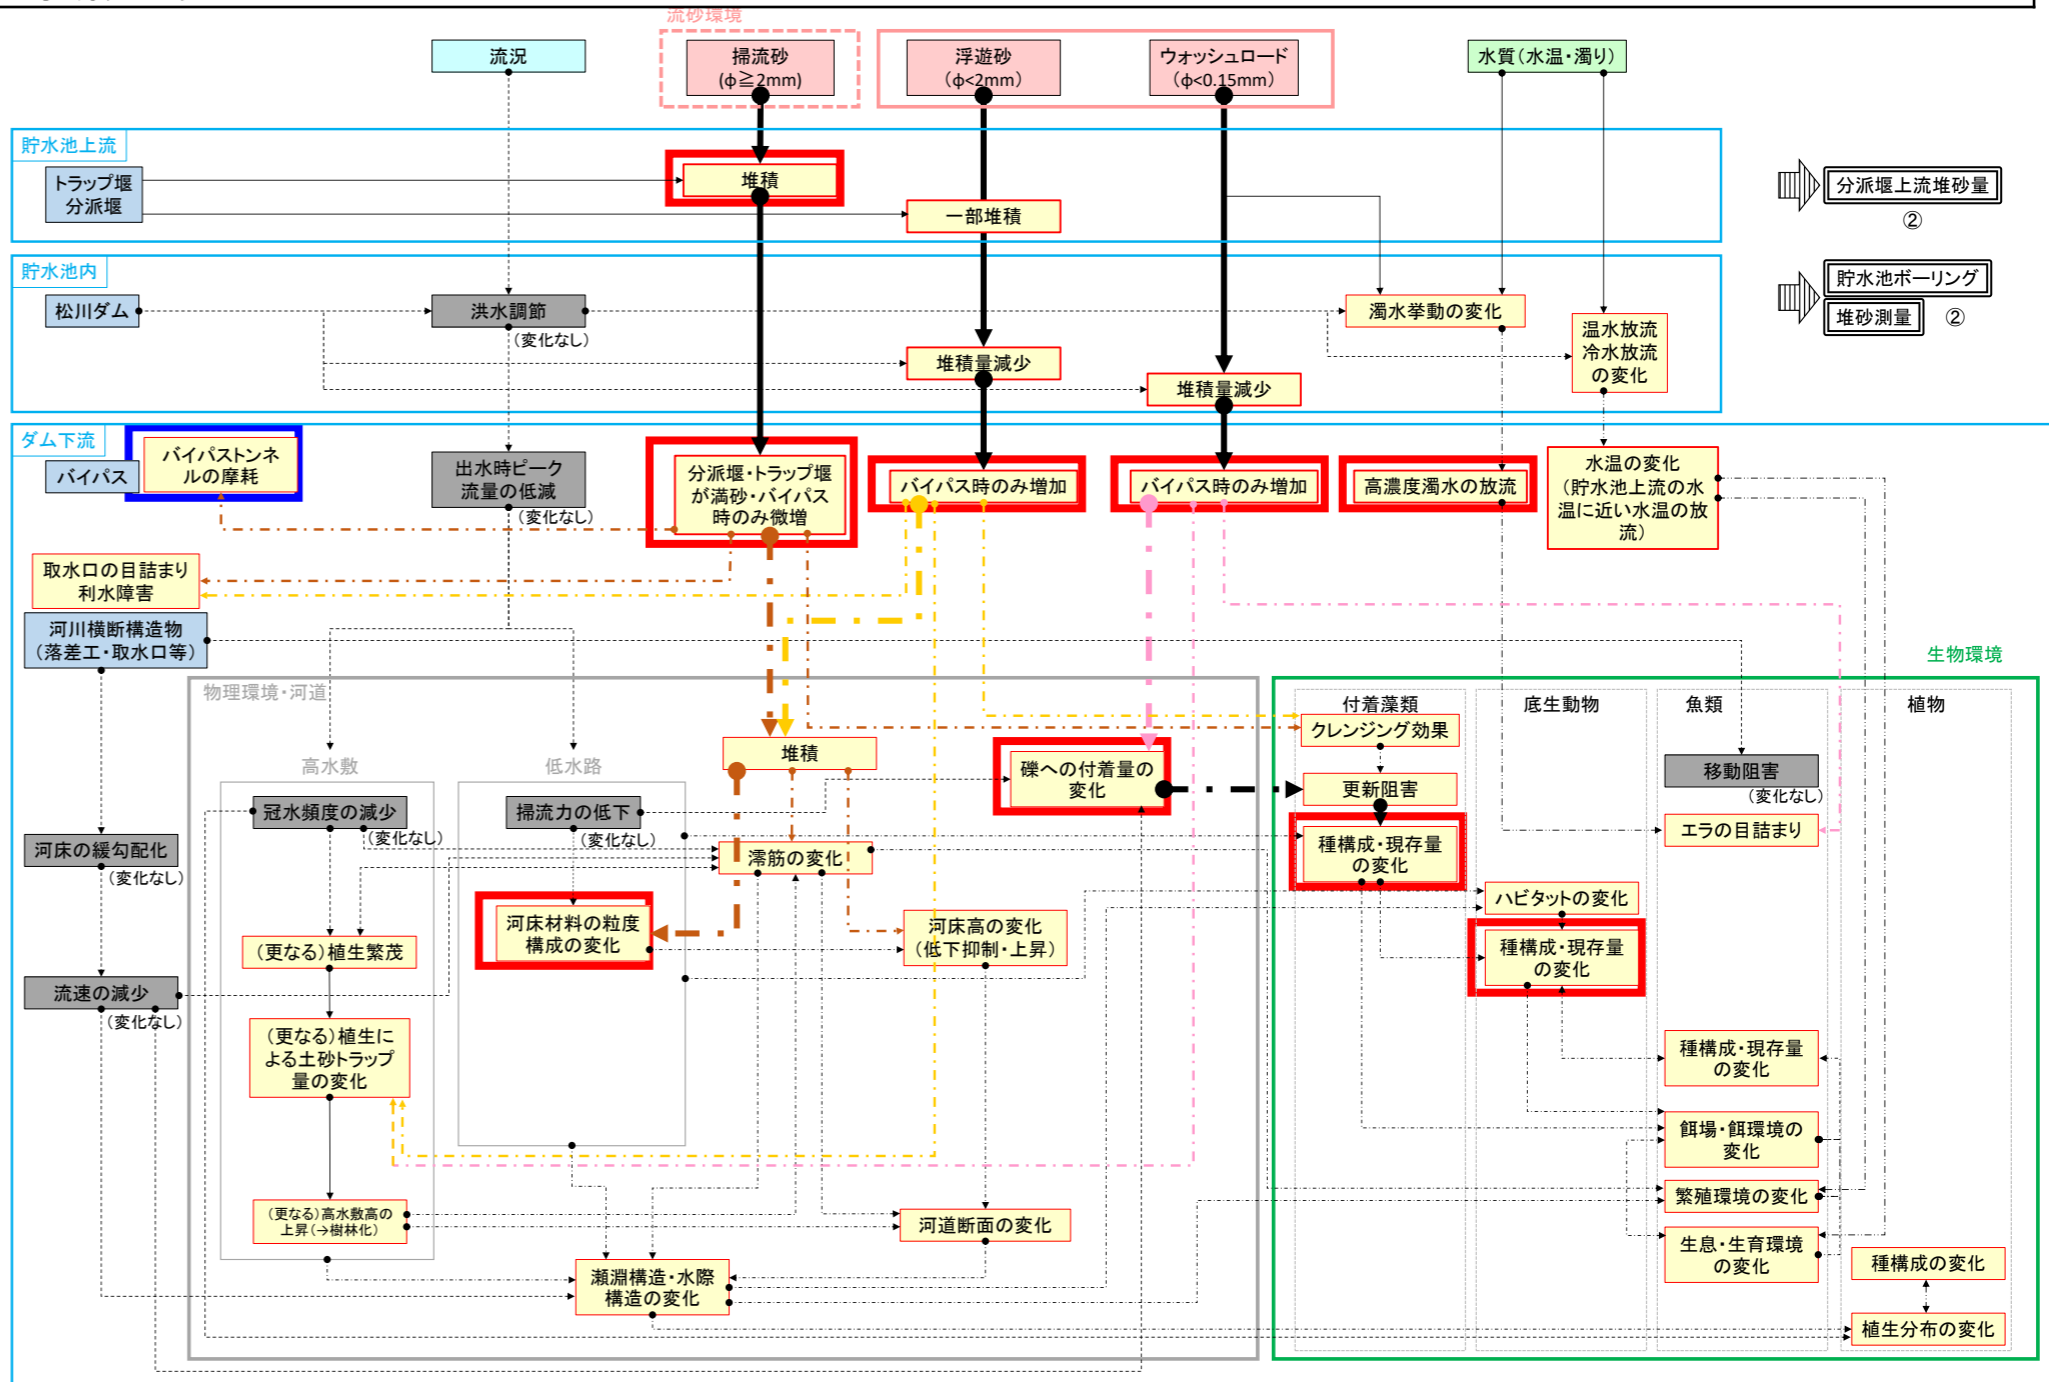 流砂環境
流況
掃流砂
(φ≧2mm)
浮遊砂
(φ<2mm)
ウォッシュロード
(φ<0.15mm)
水質(水温・濁り)
貯水池上流
トラップ堰
分派堰
堆積
一部堆積
分派堰上流堆砂量
②
貯水池内
松川ダム
洪水調節
(変化なし)
堆積量減少
堆積量減少
濁水挙動の変化
温水放流
冷水放流
の変化
貯水池ボーリング
堆砂測量
②
ダム下流
バイパス
バイパストンネ
ルの摩耗
出水時ピーク
流量の低減
(変化なし)
分派堰・トラップ堰
が満砂・バイパス
時のみ微増
バイパス時のみ増加
バイパス時のみ増加
高濃度濁水の放流
水温の変化
(貯水池上流の水
温に近い水温の放
流)
取水口の目詰まり
利水障害
河川横断構造物
(落差工・取水口等)
生物環境
物理環境・河道
付着藻類
底生動物
魚類
植物
クレンジング効果
高水敷
低水路
堆積
礫への付着量の
変化
更新阻害
移動阻害
(変化なし)
冠水頻度の減少
(変化なし)
掃流力の低下
(変化なし)
エラの目詰まり
河床の緩勾配化
(変化なし)
澪筋の変化
種構成・現存量
の変化
ハビタットの変化
河床材料の粒度
構成の変化
河床高の変化
(低下抑制・上昇)
(更なる)植生繁茂
種構成・現存量
の変化
流速の減少
(変化なし)
(更なる)植生に
よる土砂トラップ
量の変化
種構成・現存量
の変化
餌場・餌環境の
変化
繁殖環境の変化
(更なる)高水敷高の
上昇(→樹林化)
河道断面の変化
生息・生育環境
の変化
種構成の変化
瀬淵構造・水際
構造の変化
植生分布の変化